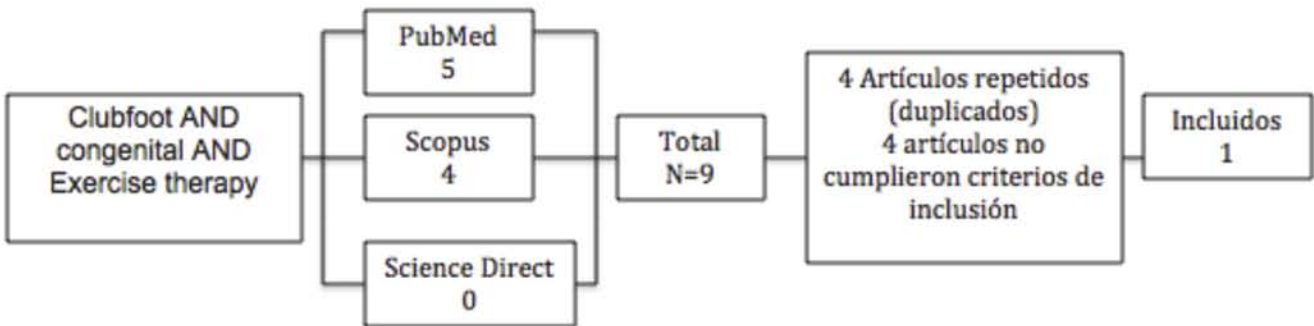 Clubfoot AND
congenital AND
Exercise therapy
PubMed
5
Scopus
4
Science Direct
0
Total
N=9
4 Artículos repetidos
(duplicados)
4 artículos no
cumplieron criterios de
inclusión
Incluidos
1